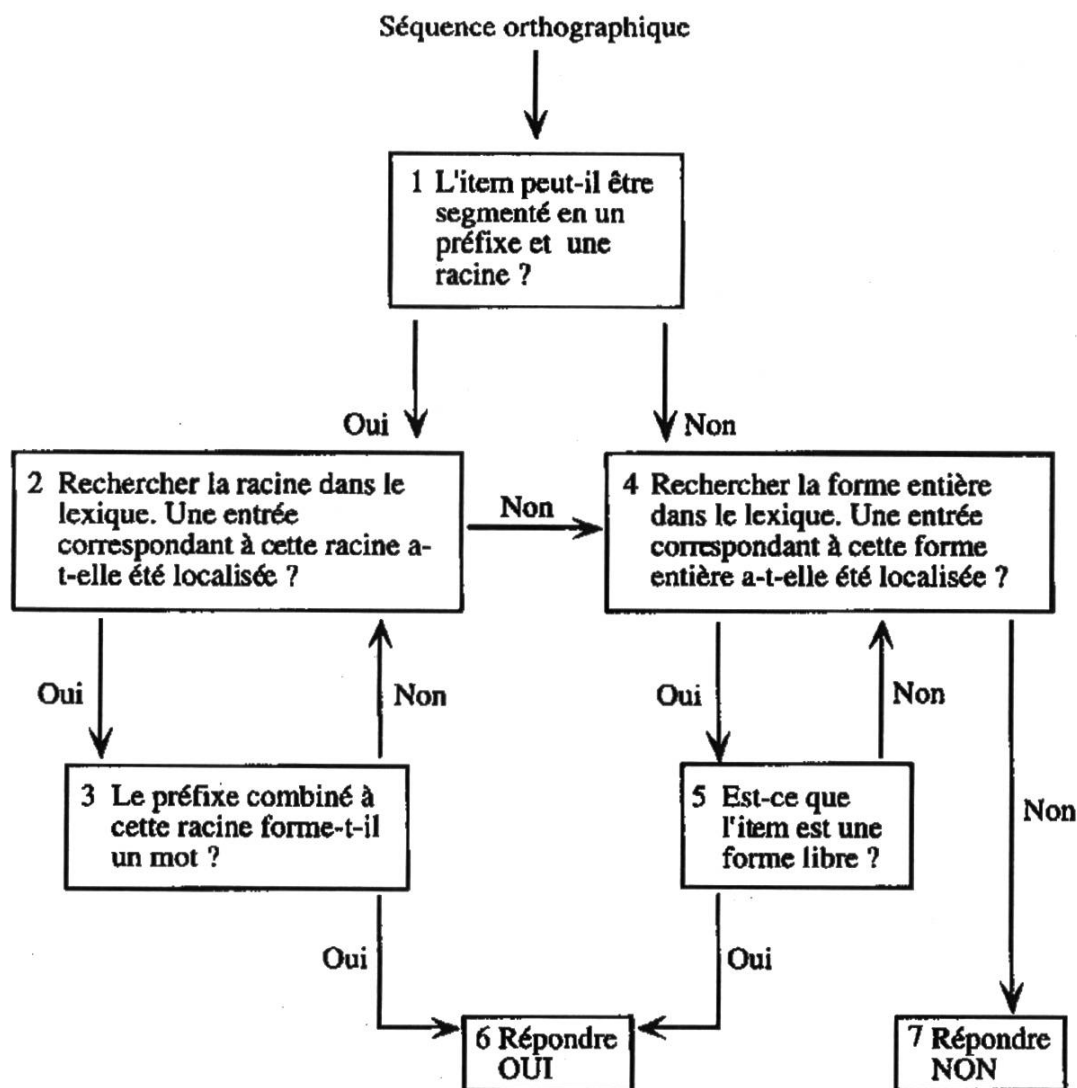 Séquence orthographique
1 L'item peut-il être
segmenté en un
préfixe et une
racine ?
Oui
Non
2 Rechercher la racine dans le
lexique. Une entrée
correspondant à cette racine a-
t-elle été localisée ?
Non
4 Rechercher la forme entière
dans le lexique. Une entrée
correspondant à cette forme
entière a-t-elle été localisée ?
Oui
Non
Oui
Non
3 Le préfixe combiné à
cette racine forme-t-il
un mot ?
5 Est-ce que
l'item est une
forme libre ?
Non
Oui
Oui
6 Répondre
OUI
7 Répondre
NON